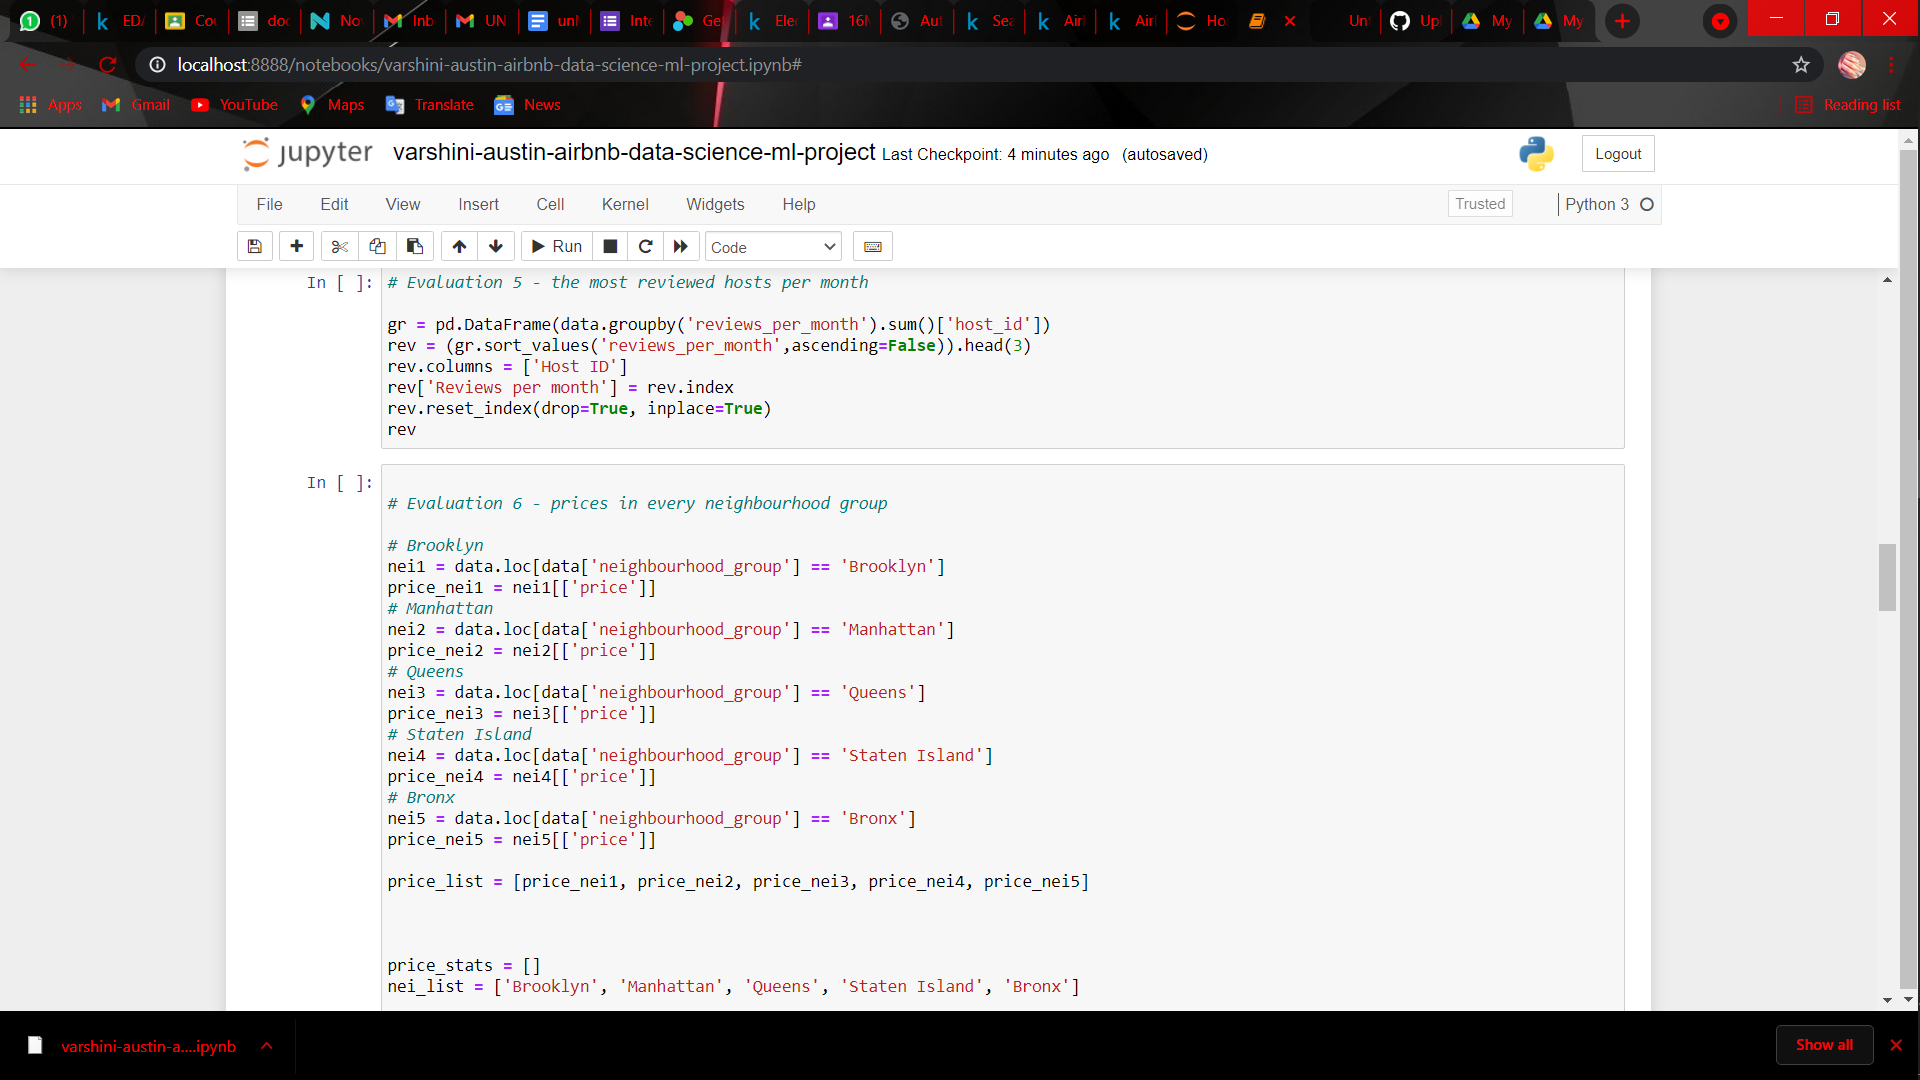 (1) EDA Cou doc No Inb UN unt Inte Get Elec 16M Aut Sea Airl Airl Ho Unt Upl My My
localhost:8888/notebooks/varshini-austin-airbnb-data-science-ml-project.ipynb#
Apps Gmail YouTube Maps Translate News Reading list
jupyter varshini-austin-airbnb-data-science-ml-project Last Checkpoint: 4 minutes ago (autosaved) Logout
File Edit View Insert Cell Kernel Widgets Help Trusted Python 3
Run Code
In [ ]: # Evaluation 5 - the most reviewed hosts per month
gr = pd.DataFrame(data.groupby('reviews_per_month').sum()['host_id'])
rev = (gr.sort_values('reviews_per_month',ascending=False)).head(3)
rev.columns = ['Host ID']
rev['Reviews per month'] = rev.index
rev.reset_index(drop=True, inplace=True)
rev
In [ ]:
# Evaluation 6 - prices in every neighbourhood group
# Brooklyn
nei1 = data.loc[data['neighbourhood_group'] == 'Brooklyn']
price_nei1 = nei1[['price']]
# Manhattan
nei2 = data.loc[data['neighbourhood_group'] == 'Manhattan']
price_nei2 = nei2[['price']]
# Queens
nei3 = data.loc[data['neighbourhood_group'] == 'Queens']
price_nei3 = nei3[['price']]
# Staten Island
nei4 = data.loc[data['neighbourhood_group'] == 'Staten Island']
price_nei4 = nei4[['price']]
# Bronx
nei5 = data.loc[data['neighbourhood_group'] == 'Bronx']
price_nei5 = nei5[['price']]
price_list = [price_nei1, price_nei2, price_nei3, price_nei4, price_nei5]
price_stats = []
nei_list = ['Brooklyn', 'Manhattan', 'Queens', 'Staten Island', 'Bronx']
varshini-austin-a....ipynb Show all